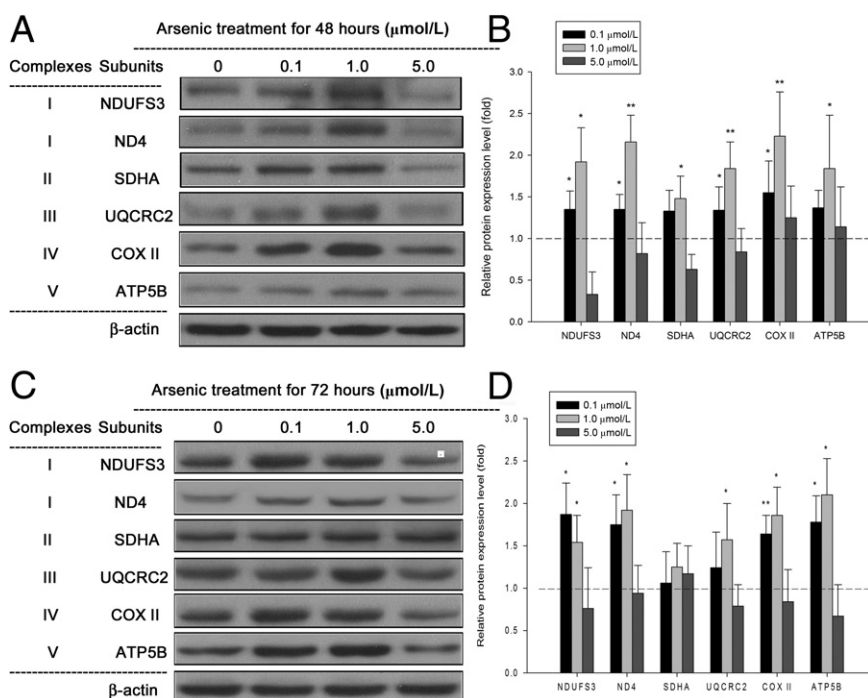 A
Arsenic treatment for 48 hours (μmol/L)
Complexes Subunits 0 0.1 1.0 5.0
I NDUFS3
I ND4
II SDHA
III UQCRC2
IV COX II
V ATP5B
β-actin
B
0.1 μmol/L
1.0 μmol/L
5.0 μmol/L
Relative protein expression level (fold)
3.0
2.5
2.0
1.5
1.0
0.5
0.0
* * * ** * * ** * ** *
NDUFS3 ND4 SDHA UQCRC2 COX II ATP5B
C
Arsenic treatment for 72 hours (μmol/L)
Complexes Subunits 0 0.1 1.0 5.0
I NDUFS3
I ND4
II SDHA
III UQCRC2
IV COX II
V ATP5B
β-actin
D
0.1 μmol/L
1.0 μmol/L
5.0 μmol/L
Relative protein expression level (fold)
3.0
2.5
2.0
1.5
1.0
0.5
0.0
* * * * * ** * * *
NDUFS3 ND4 SDHA UQCRC2 COX II ATP5B